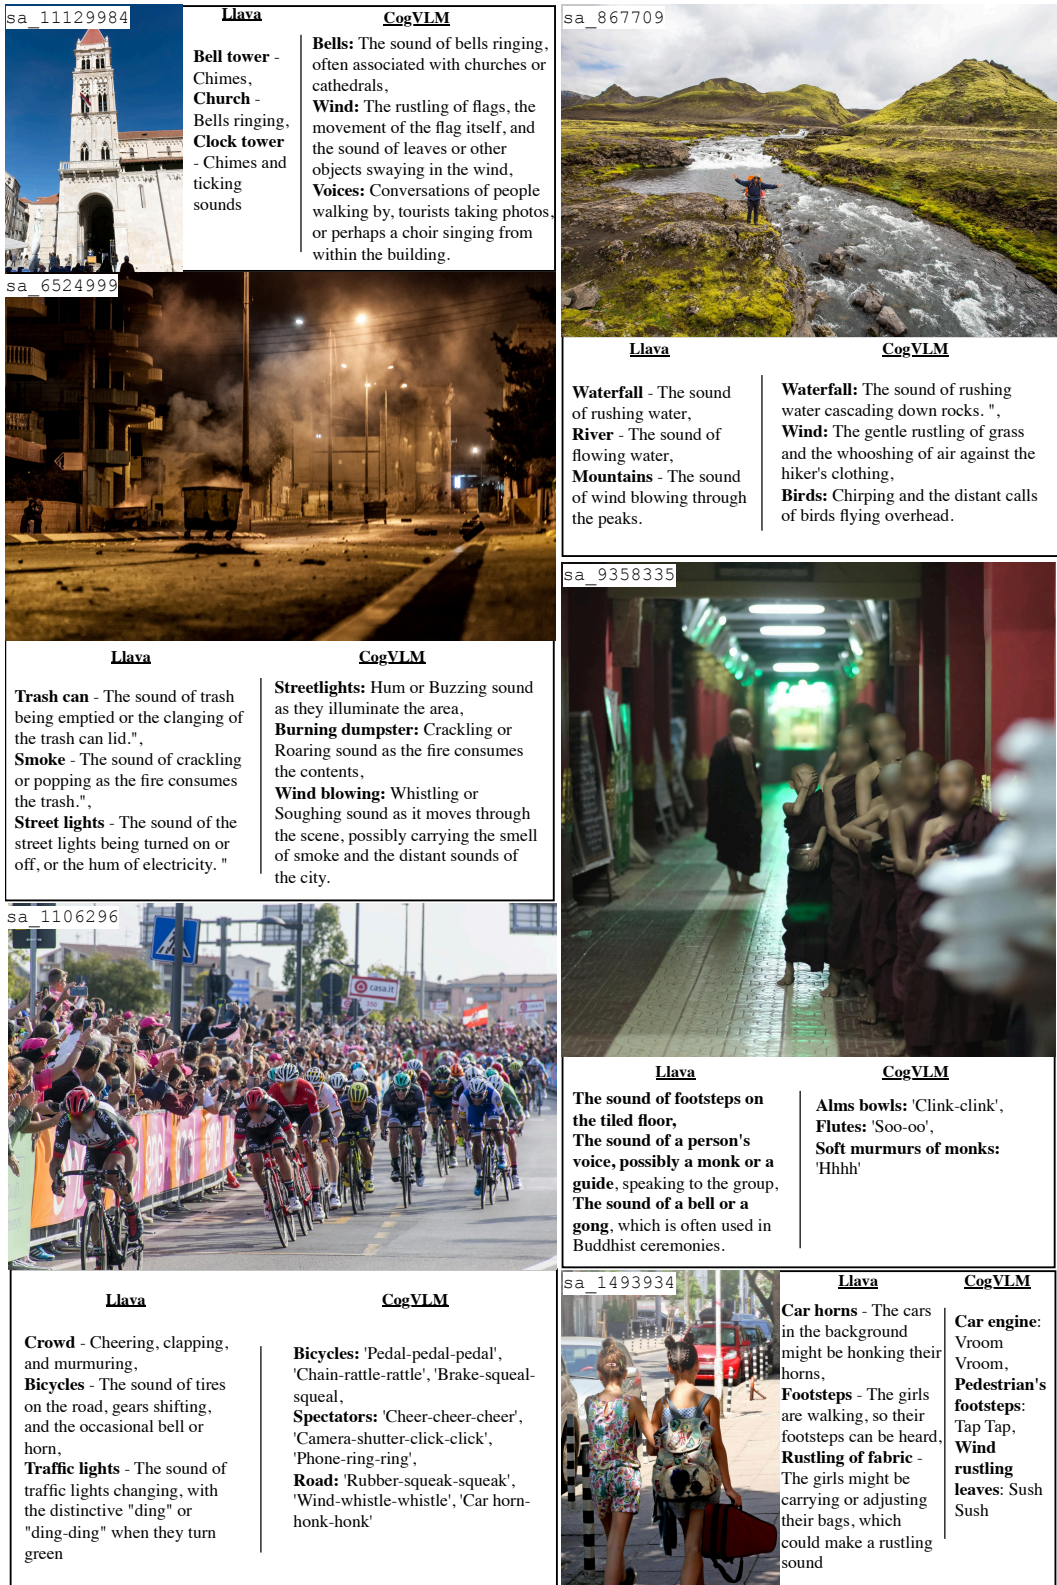 sa_11129984
Llava
Bell tower -
Chimes,
Church -
Bells ringing,
Clock tower
- Chimes and
ticking
sounds
CogVLM
Bells: The sound of bells ringing,
often associated with churches or
cathedrals,
Wind: The rustling of flags, the
movement of the flag itself, and
the sound of leaves or other
objects swaying in the wind,
Voices: Conversations of people
walking by, tourists taking photos,
or perhaps a choir singing from
within the building.
sa_867709
Llava
Waterfall - The sound
of rushing water,
River - The sound of
flowing water,
Mountains - The sound
of wind blowing through
the peaks.
CogVLM
Waterfall: The sound of rushing
water cascading down rocks. ",
Wind: The gentle rustling of grass
and the whooshing of air against the
hiker's clothing,
Birds: Chirping and the distant calls
of birds flying overhead.
sa_6524999
Llava
Trash can - The sound of trash
being emptied or the clanging of
the trash can lid.",
Smoke - The sound of crackling
or popping as the fire consumes
the trash.",
Street lights - The sound of the
street lights being turned on or
off, or the hum of electricity. "
CogVLM
Streetlights: Hum or Buzzing sound
as they illuminate the area,
Burning dumpster: Crackling or
Roaring sound as the fire consumes
the contents,
Wind blowing: Whistling or
Soughing sound as it moves through
the scene, possibly carrying the smell
of smoke and the distant sounds of
the city.
sa_9358335
Llava
The sound of footsteps on
the tiled floor,
The sound of a person's
voice, possibly a monk or a
guide, speaking to the group,
The sound of a bell or a
gong, which is often used in
Buddhist ceremonies.
CogVLM
Alms bowls: 'Clink-clink',
Flutes: 'Soo-oo',
Soft murmurs of monks:
'Hhhh'
sa_1106296
casa.it
350
UAE
Llava
Crowd - Cheering, clapping,
and murmuring,
Bicycles - The sound of tires
on the road, gears shifting,
and the occasional bell or
horn,
Traffic lights - The sound of
traffic lights changing, with
the distinctive "ding" or
"ding-ding" when they turn
green
CogVLM
Bicycles: 'Pedal-pedal-pedal',
'Chain-rattle-rattle', 'Brake-squeal-
squeal,
Spectators: 'Cheer-cheer-cheer',
'Camera-shutter-click-click',
'Phone-ring-ring',
Road: 'Rubber-squeak-squeak',
'Wind-whistle-whistle', 'Car horn-
honk-honk'
sa_1493934
Llava
Car horns - The cars
in the background
might be honking their
horns,
Footsteps - The girls
are walking, so their
footsteps can be heard,
Rustling of fabric -
The girls might be
carrying or adjusting
their bags, which
could make a rustling
sound
CogVLM
Car engine:
Vroom
Vroom,
Pedestrian's
footsteps:
Tap Tap,
Wind
rustling
leaves: Sush
Sush